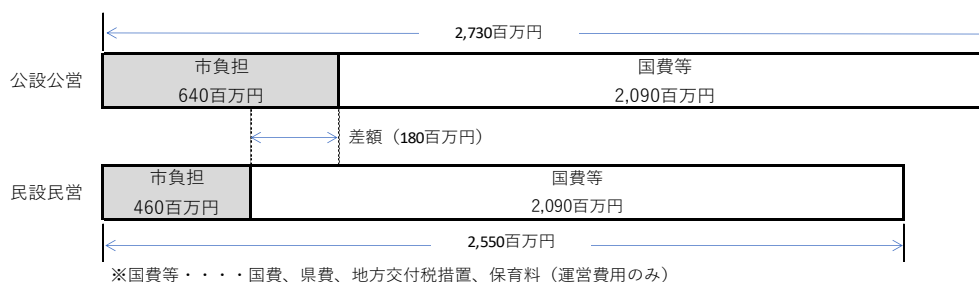 2,730百万円
公設公営
市負担
640百万円
国費等
2,090百万円
差額（180百万円）
民設民営
市負担
460百万円
国費等
2,090百万円
2,550百万円
※国費等・・・・国費、県費、地方交付税措置、保育料（運営費用のみ）